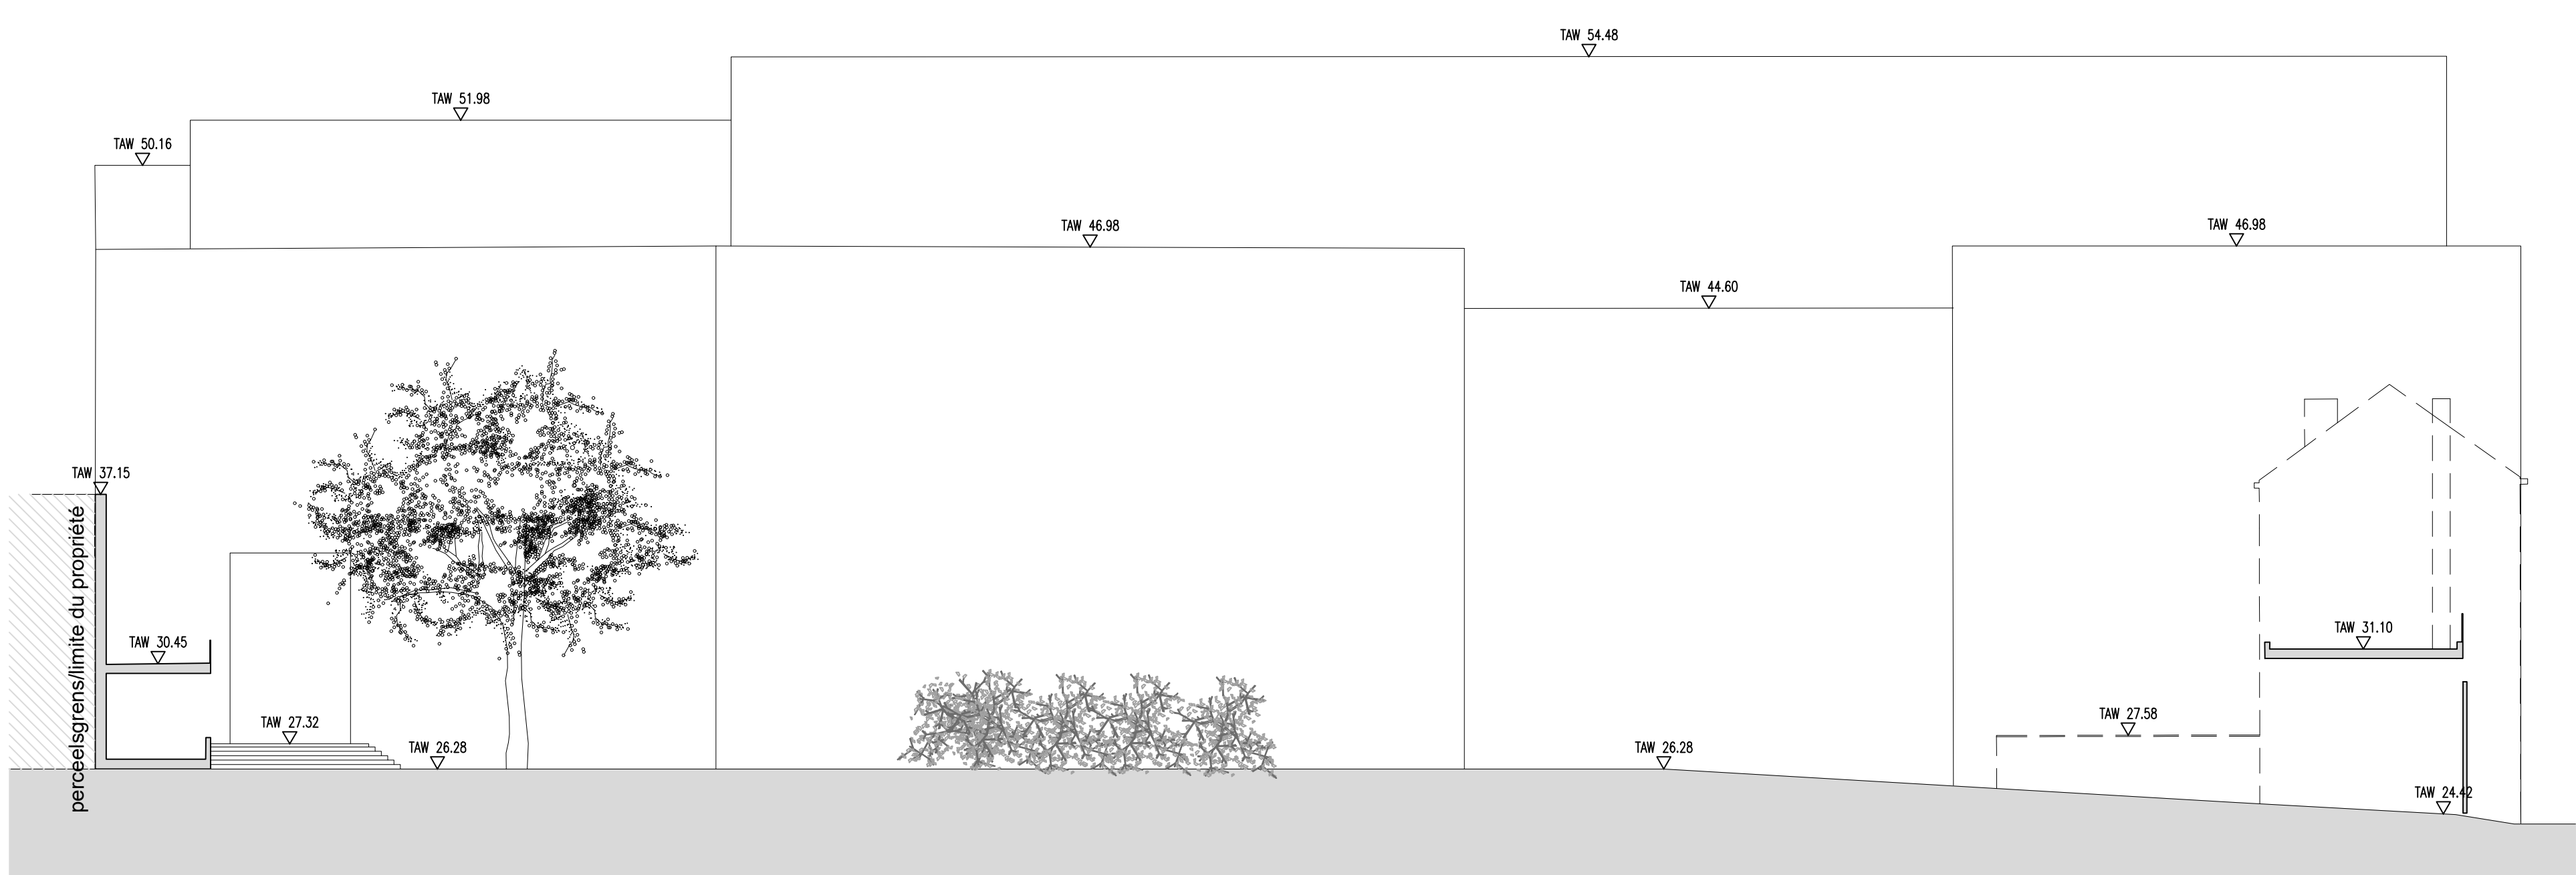 TAW 54.48
TAW 51.98
TAW 50.16
TAW 46.98
TAW 46.98
TAW 44.60
TAW 37.15
perceelsgrens/limite du propriété
TAW 30.45
TAW 31.10
TAW 27.32
TAW 27.58
TAW 26.28
TAW 26.28
TAW 24.42